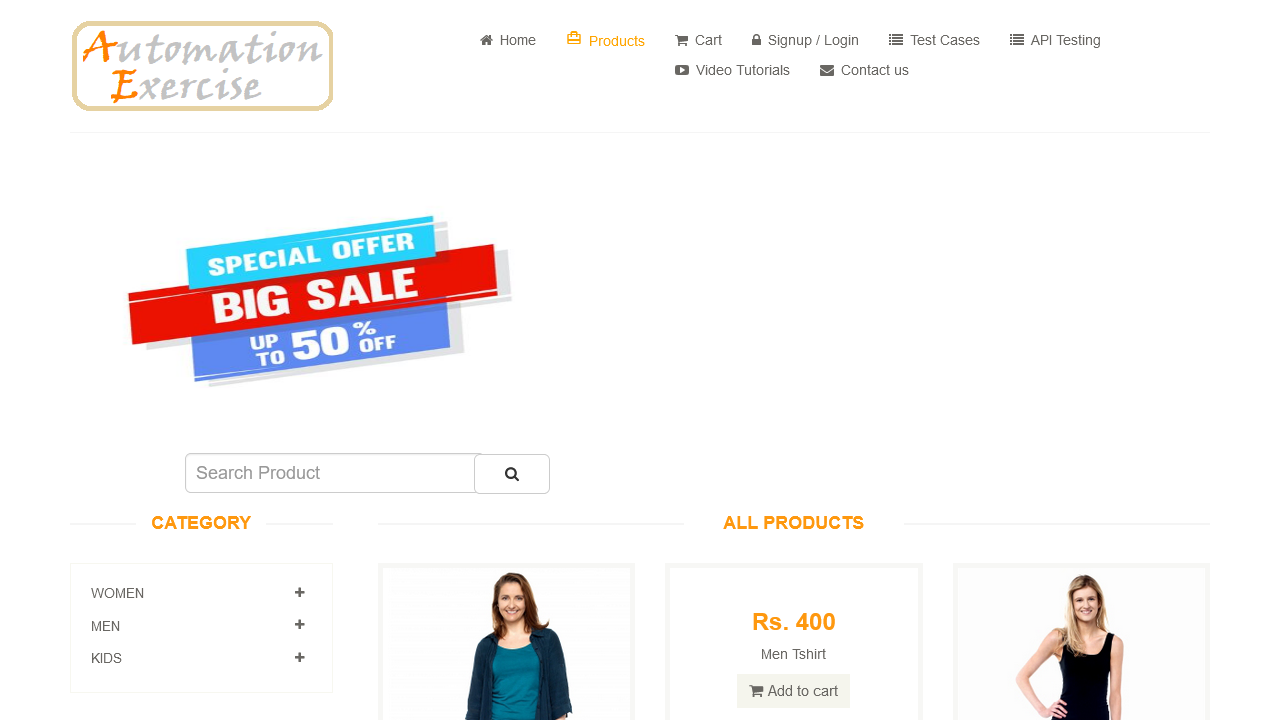 Automation
Exercise
Home
Products
Cart
Signup / Login
Test Cases
API Testing
Video Tutorials
Contact us
SPECIAL OFFER
BIG SALE
UP TO 50% OFF
Search Product
CATEGORY
ALL PRODUCTS
WOMEN
MEN
KIDS
Rs. 400
Men Tshirt
Add to cart